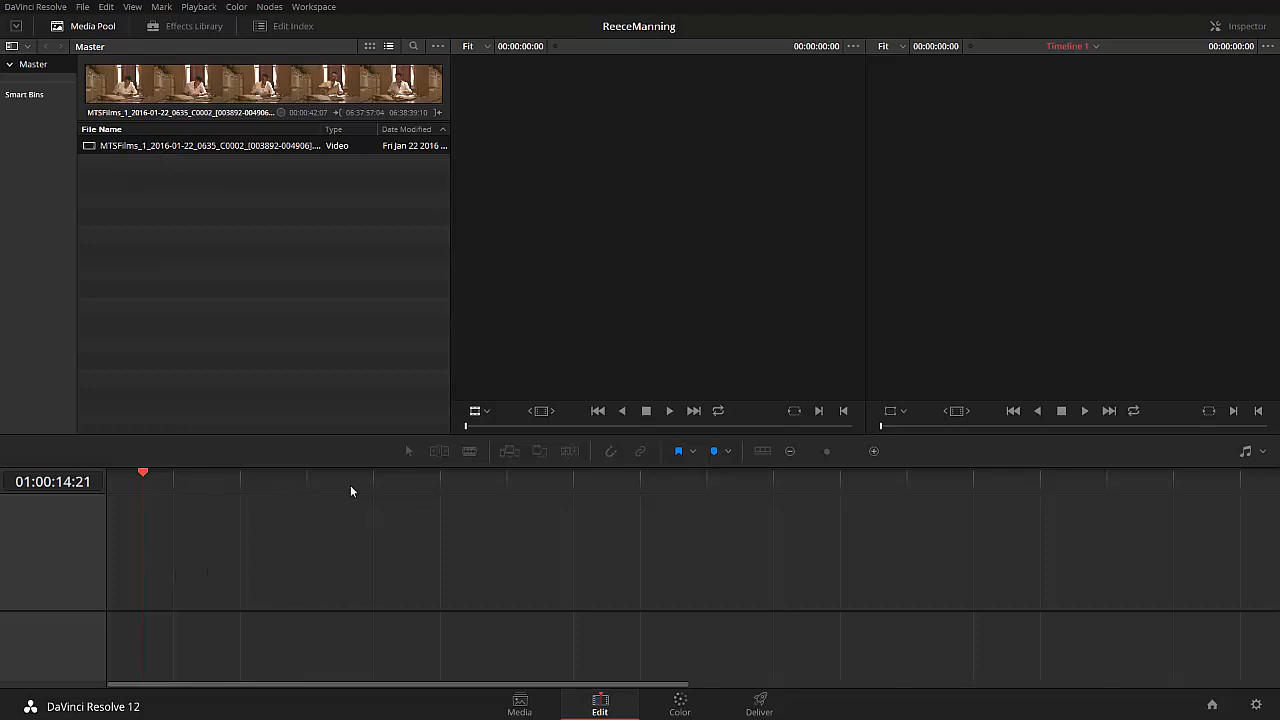 DaVinci Resolve File Edit View Mark Playback Color Nodes Workspace
Media Pool Effects Library Edit Index ReeceManning Inspector
Master Fit 00:00:00:00 00:00:00:00 Fit 00:00:00:00 Timeline 1 00:00:00:00
Master
Smart Bins
MTSFilms_1_2016-01-22_0635_C0002_[003892-004906... 00:00:42:07 06:37:57:04 06:38:39:10
File Name Type Date Modified
MTSFilms_1_2016-01-22_0635_C0002_[003892-004906].... Video Fri Jan 22 2016 ...
01:00:14:21
DaVinci Resolve 12 Media Edit Color Deliver